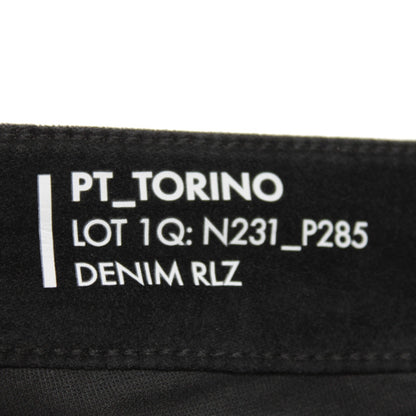 PT_TORINO
LOT 1Q: N231_P285
DENIM RLZ